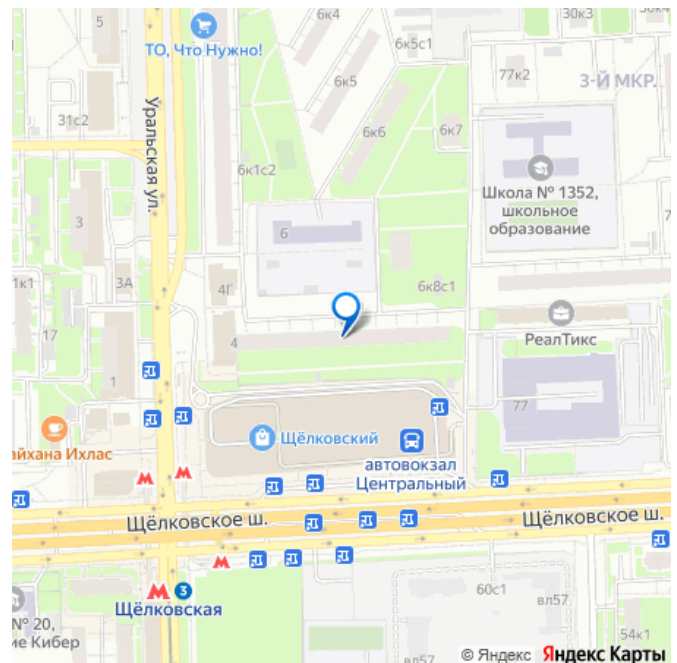 5
6к4
30к3
ТО, Что Нужно!
6к5с1
6к5
77к2
3-Й МКР..
31с2
Уральская ул.
6к6
6к7
6к1с2
Школа № 1352,
школьное
образование
3
6
3А
4Г
6к8с1
1к1
17
4
РеалТикс
1
77
айхана Ихлас
Щёлковский
автовокзал
Центральный
Щёлковское ш.
Щёлковское ш.
3
Щёлковская
60с1
вл57
№ 20,
ие Кибер
вл57
54к1
© Яндекс Яндекс Карты